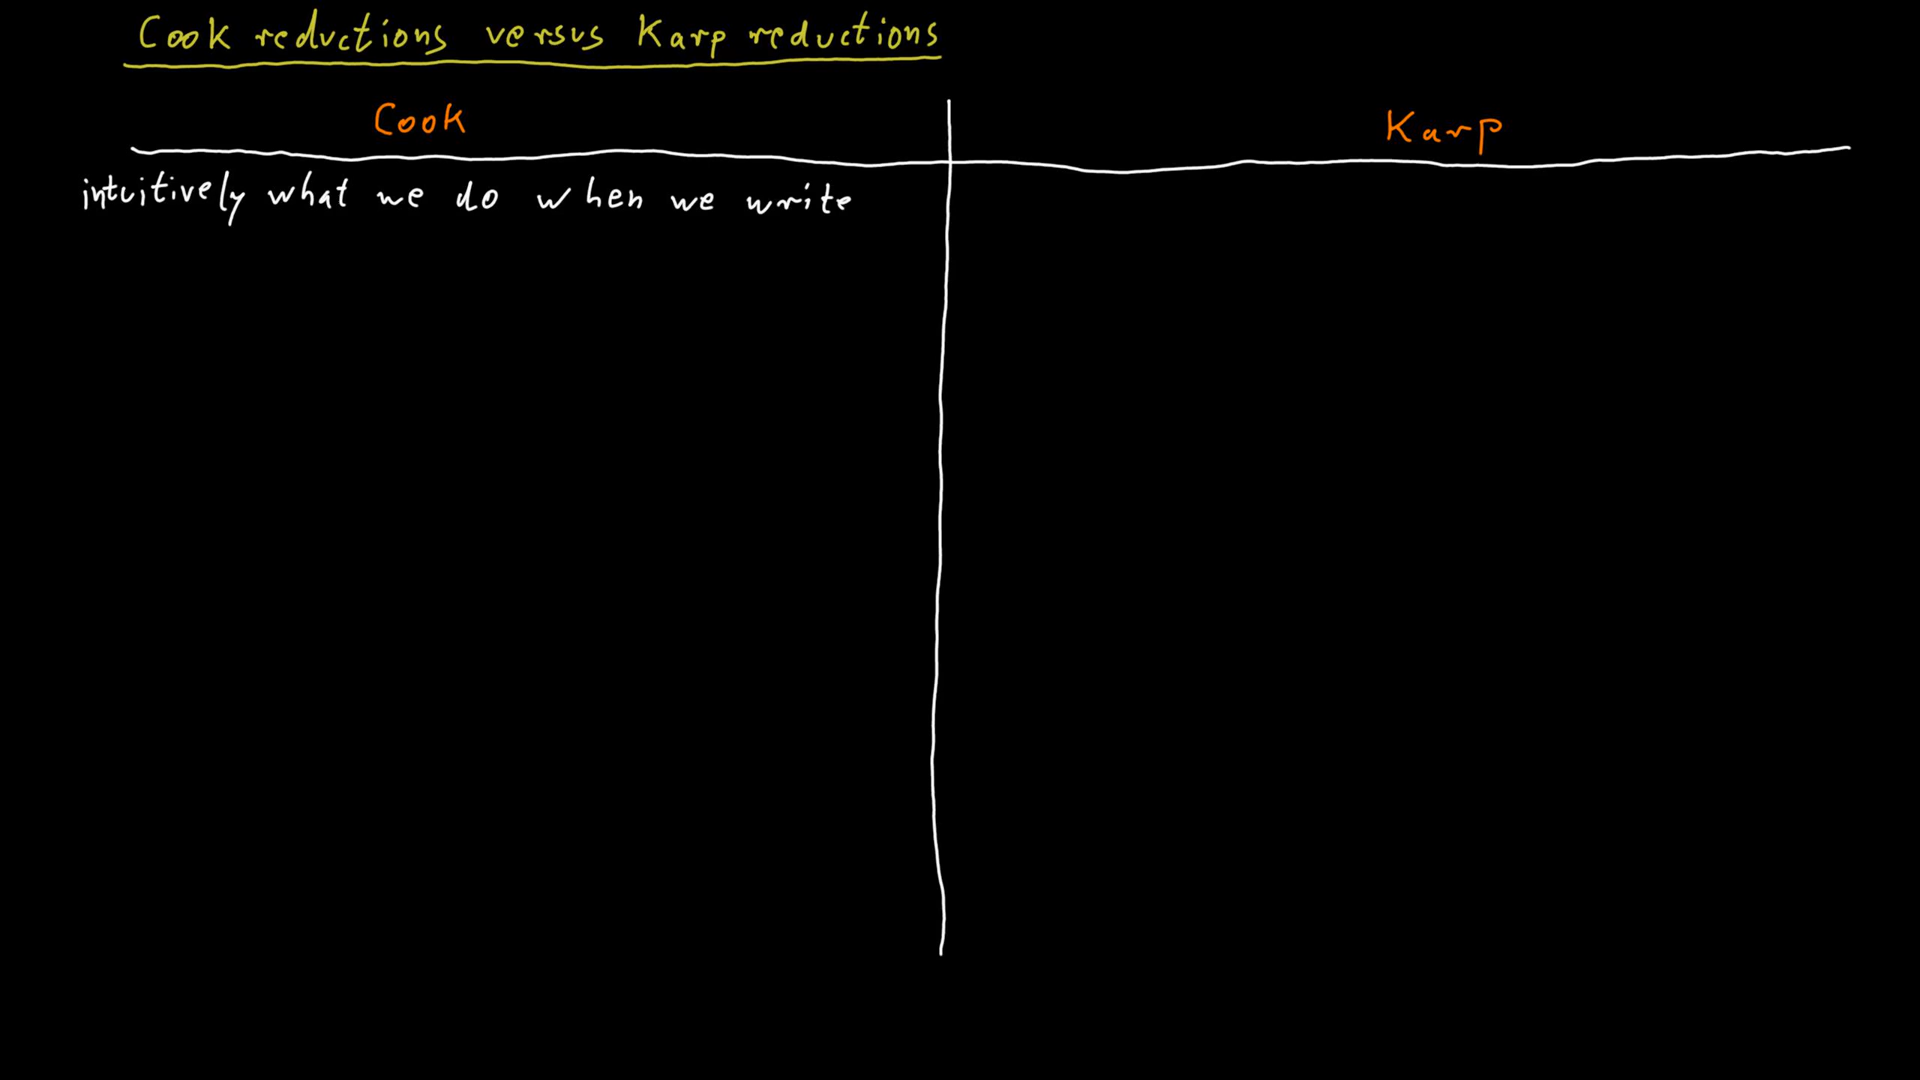 Cook reductions versus Karp reductions
Cook
Karp
intuitively what we do when we write